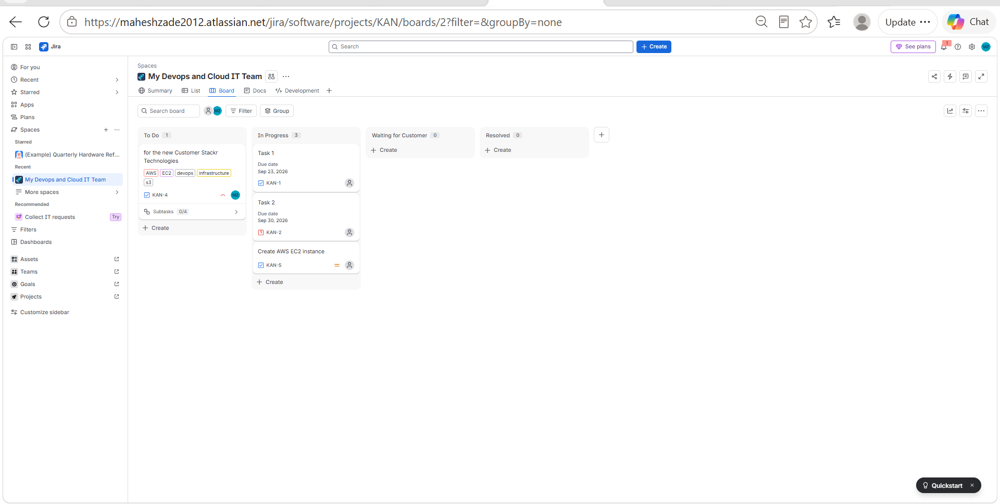 https://maheshzade2012.atlassian.net/jira/software/projects/KAN/boards/2?filter=&groupBy=none
Update
Chat
Jira
Search
Create
See plans
1
MZ
For you
Recent
Starred
Apps
Plans
Spaces
Starred
(Example) Quarterly Hardware Ref...
Recent
My Devops and Cloud IT Team
More spaces
Recommended
Collect IT requests
Try
Filters
Dashboards
Assets
Teams
Goals
Projects
Customize sidebar
Spaces
My Devops and Cloud IT Team
Summary
List
Board
Docs
Development
Search board
MZ
Filter
Group
To Do 1
for the new Customer Stackr
Technologies
AWS EC2 devops infrastructure
s3
KAN-4
MZ
Subtasks 0/4
Create
In Progress 3
Task 1
Due date
Sep 23, 2026
KAN-1
Task 2
Due date
Sep 30, 2026
KAN-2
Create AWS EC2 instance
KAN-5
Create
Waiting for Customer 0
Create
Resolved 0
Create
Quickstart